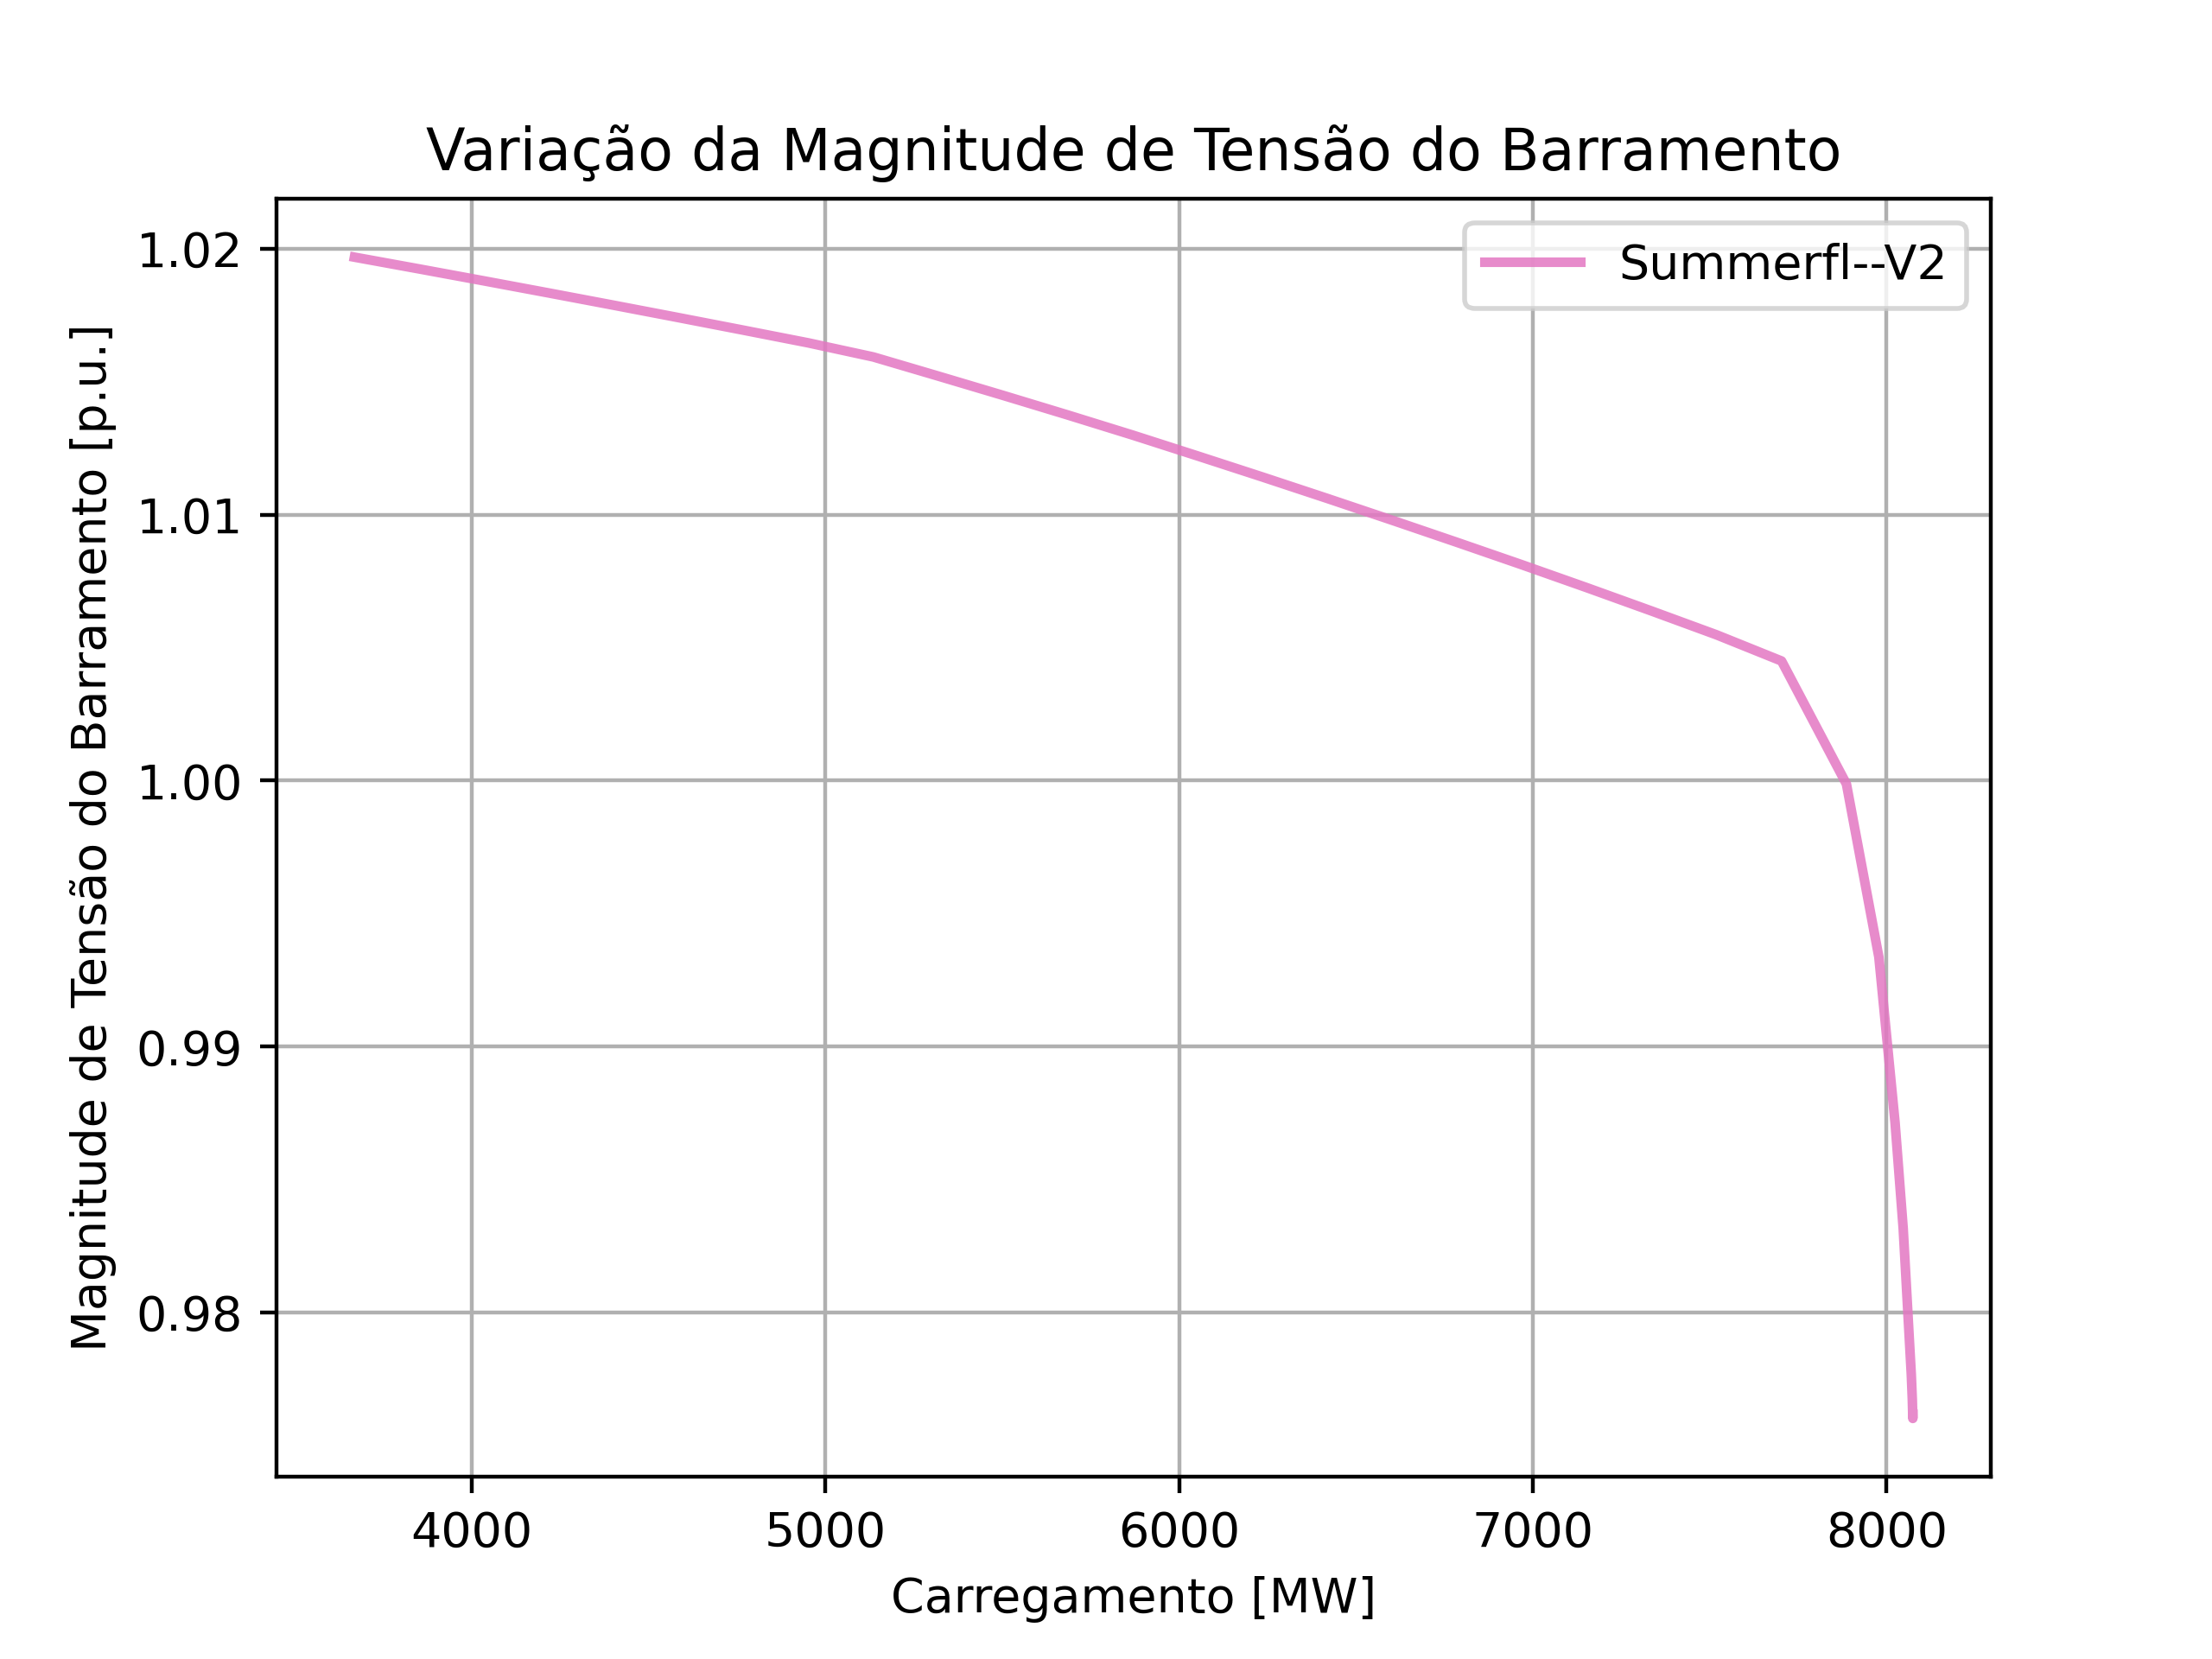 Variação da Magnitude de Tensão do Barramento
Summerfl--V2
Magnitude de Tensão do Barramento [p.u.]
1.02
1.01
1.00
0.99
0.98
4000 5000 6000 7000 8000
Carregamento [MW]